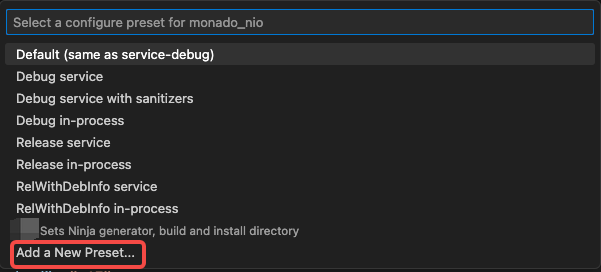 Select a configure preset for monado_nio
Default (same as service-debug)
Debug service
Debug service with sanitizers
Debug in-process
Release service
Release in-process
RelWithDebInfo service
RelWithDebInfo in-process
Sets Ninja generator, build and install directory
Add a New Preset...